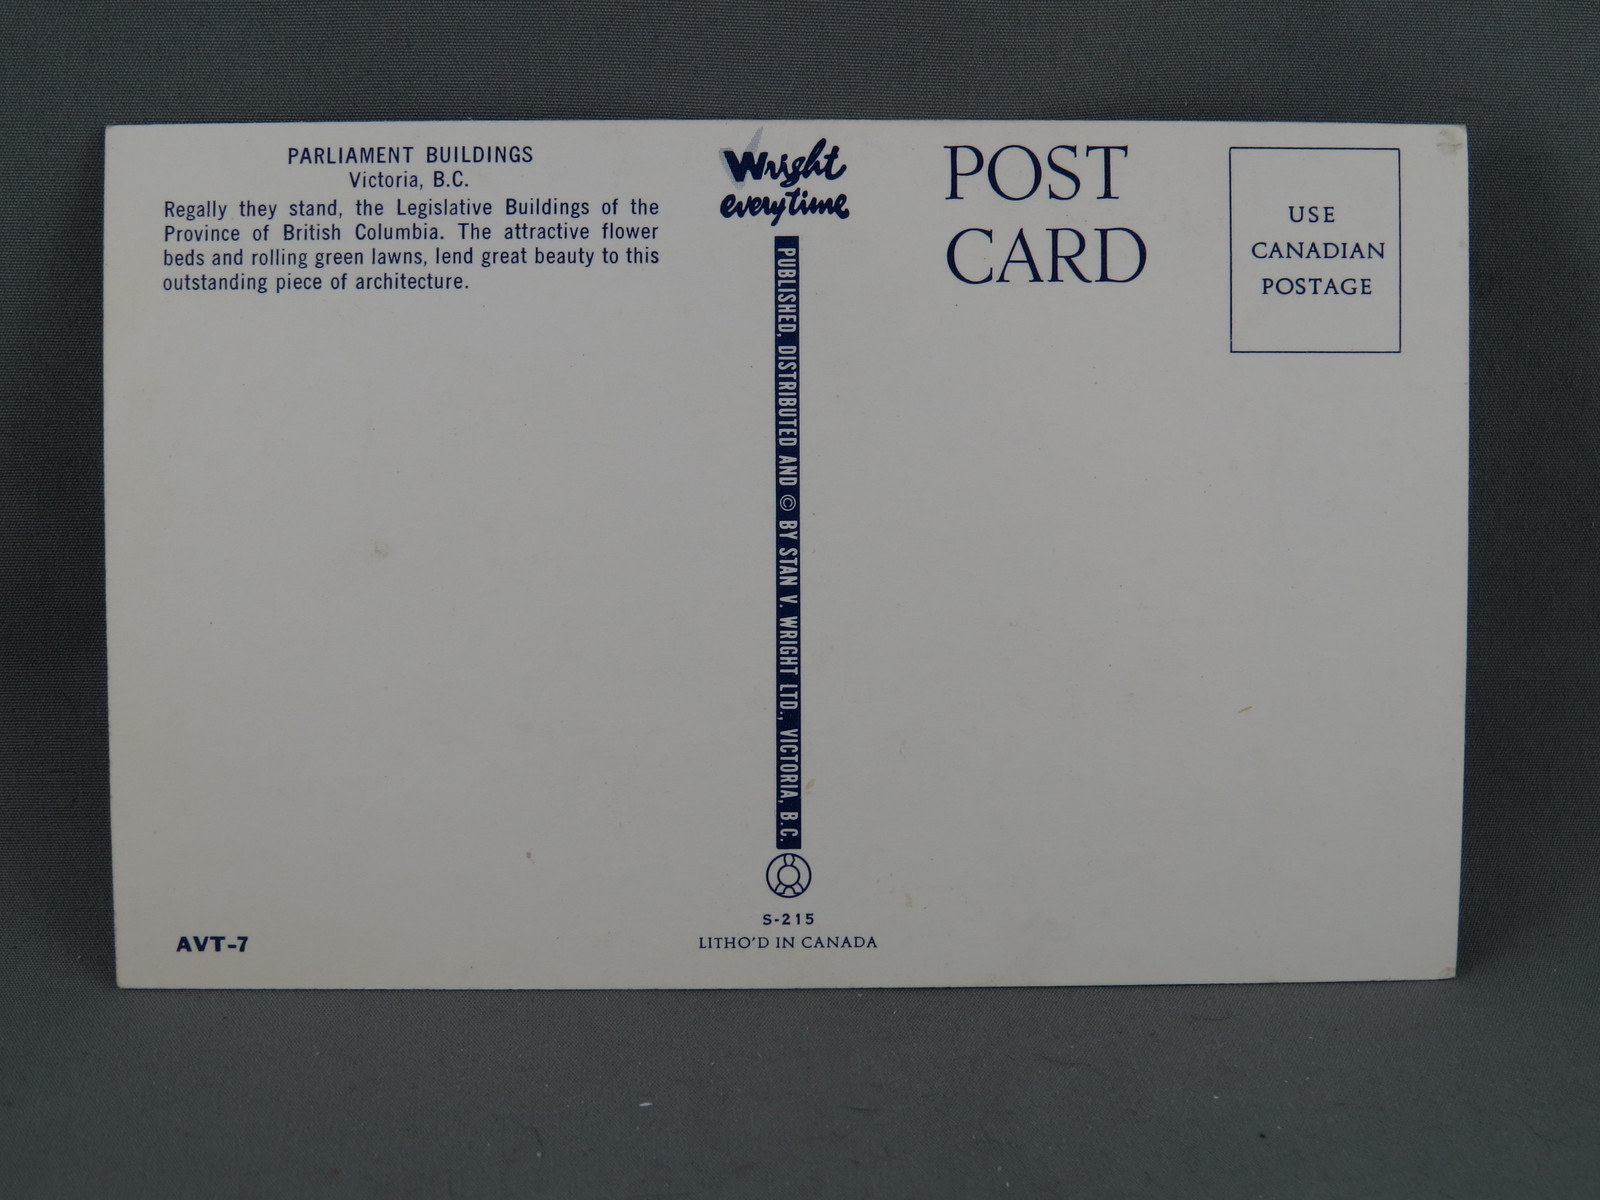 PARLIAMENT BUILDINGS
Victoria, B.C.
Regally they stand, the Legislative Buildings of the
Province of British Columbia. The attractive flower
beds and rolling green lawns, lend great beauty to this
outstanding piece of architecture.
AVT-7
Wright
everytime
PUBLISHED, DISTRIBUTED AND © BY STAN V. WRIGHT LTD., VICTORIA, B.C.
S-215
LITHO'D IN CANADA
POST
CARD
USE
CANADIAN
POSTAGE